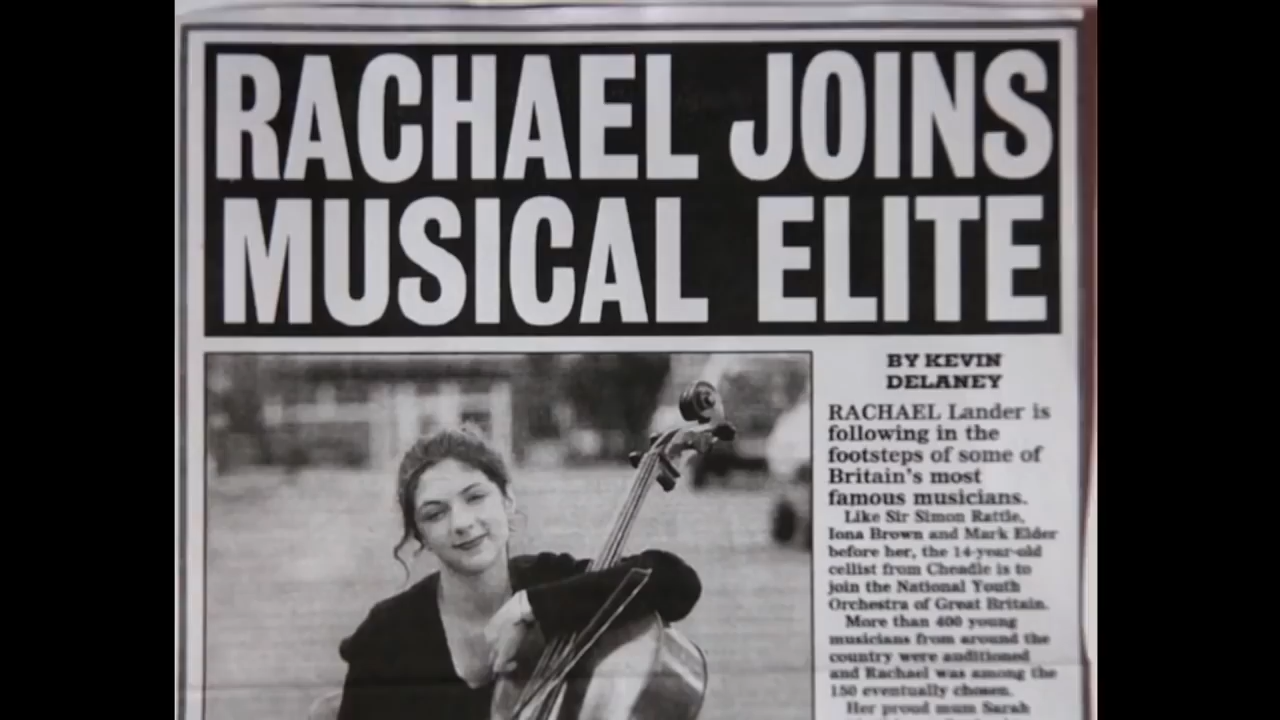 RACHAEL JOINS
MUSICAL ELITE
BY KEVIN
DELANEY
RACHAEL Lander is
following in the
footsteps of some of
Britain's most
famous musicians.
Like Sir Simon Rattle,
Iona Brown and Mark Elder
before her, the 14-year-old
cellist from Cheadle is to
join the National Youth
Orchestra of Great Britain.
More than 400 young
musicians from around the
country were auditioned
and Rachael was among the
150 eventually chosen.
Her proud mum Sarah